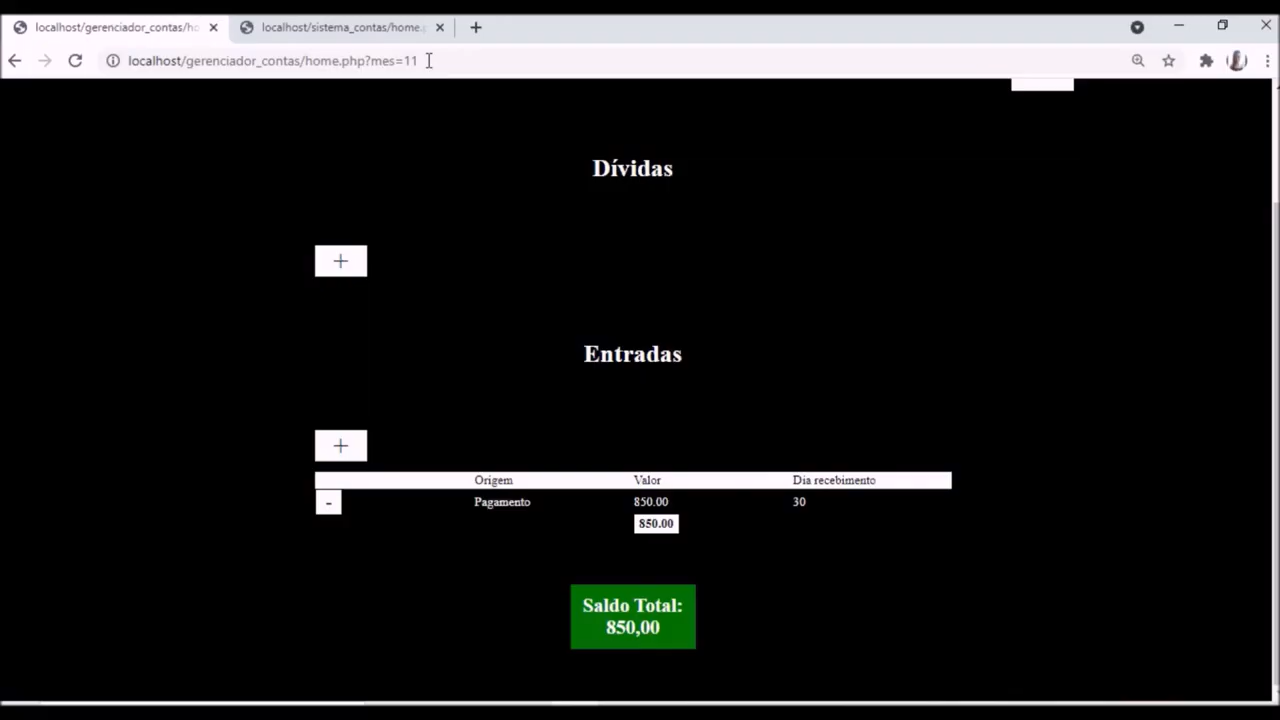 localhost/gerenciador_contas/ho
localhost/sistema_contas/home.p
localhost/gerenciador_contas/home.php?mes=11
Dívidas
+
Entradas
+
Origem Valor Dia recebimento
- Pagamento 850.00 30
850.00
Saldo Total:
850,00